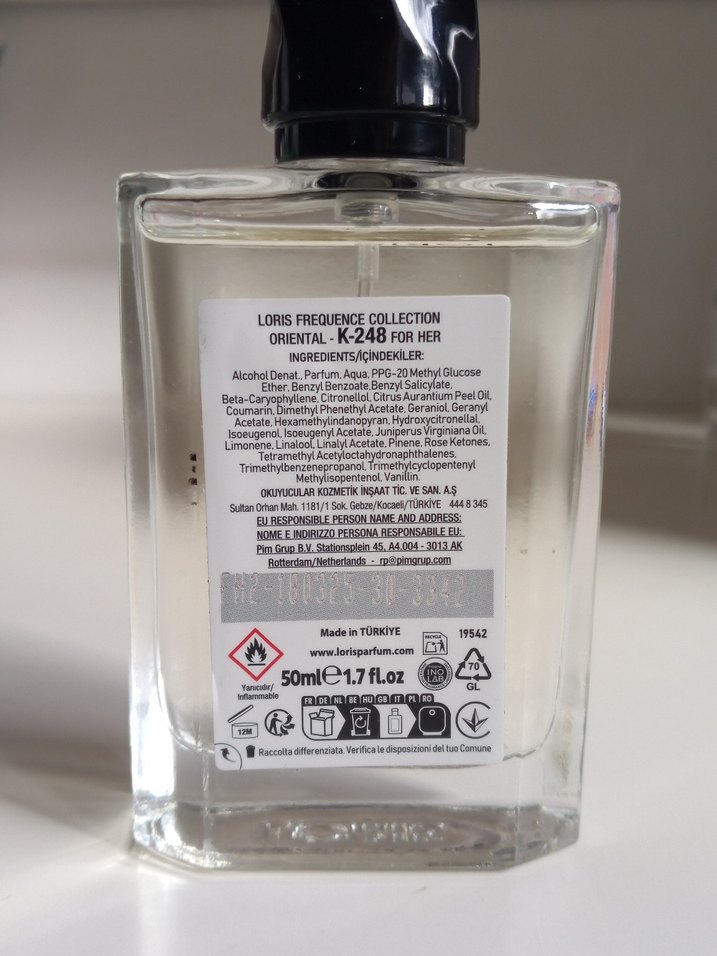 LORIS FREQUENCE COLLECTION
ORIENTAL - K-248 FOR HER
INGREDIENTS/İÇİNDEKİLER:
Alcohol Denat., Parfum, Aqua, PPG-20 Methyl Glucose
Ether, Benzyl Benzoate,Benzyl Salicylate,
Beta-Caryophyllene, Citronellol, Citrus Aurantium Peel Oil,
Coumarin, Dimethyl Phenethyl Acetate, Geraniol, Geranyl
Acetate, Hexamethylindanopyran, Hydroxycitronellal,
Isoeugenol, Isoeugenyl Acetate, Juniperus Virginiana Oil,
Limonene, Linalool, Linalyl Acetate, Pinene, Rose Ketones,
Tetramethyl Acetyloctahydronaphthalenes,
Trimethylbenzenepropanol, Trimethylcyclopentenyl
Methylisopentenol, Vanillin.
OKUYUCULAR KOZMETİK İNŞAAT TİC. VE SAN. A.Ş
Sultan Orhan Mah. 1181/1 Sok. Gebze/Kocaeli/TÜRKİYE 444 8 345
EU RESPONSIBLE PERSON NAME AND ADDRESS:
NOME E INDIRIZZO PERSONA RESPONSABILE EU:
Pim Grup B.V. Stationsplein 45, A4.004 - 3013 AK
Rotterdam/Netherlands - rp@pimgrup.com
Made in TÜRKİYE
RECYCLE
19542
www.lorisparfum.com
50ml℮1.7 fl.oz
INO
LAB
70
GL
Yanıcıdır/
Inflammable
FR DE NL BE HU GB IT PL RO
12M
Raccolta differenziata. Verifica le disposizioni del tuo Comune